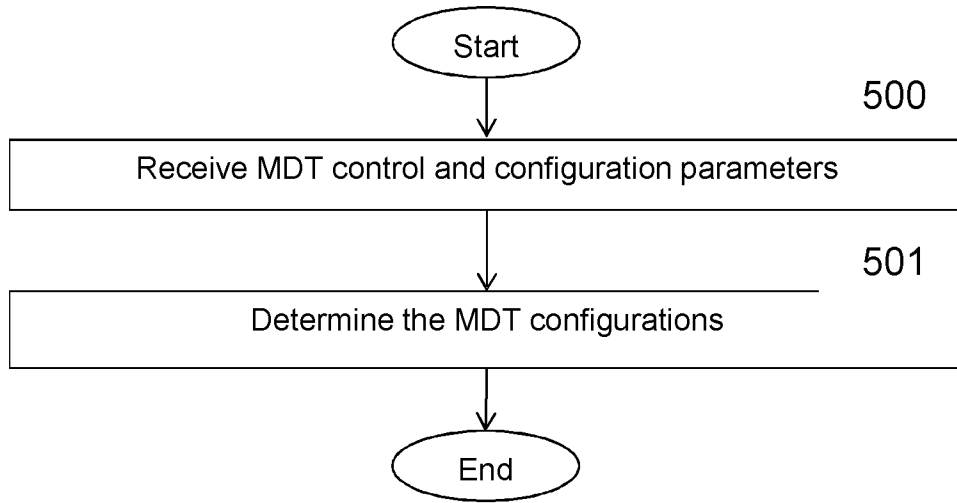 Start
500
Receive MDT control and configuration parameters
501
Determine the MDT configurations
End